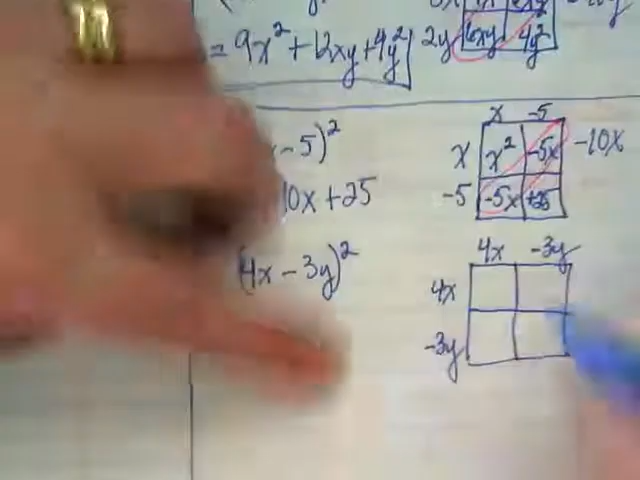 = 9x² + 12xy + 4y²
2y 6xy 4y²
x - 5)²
10x + 25
x -5
x x² -5x -10x
-5 -5x +25
(4x - 3y)²
4x -3y
4x
-3y